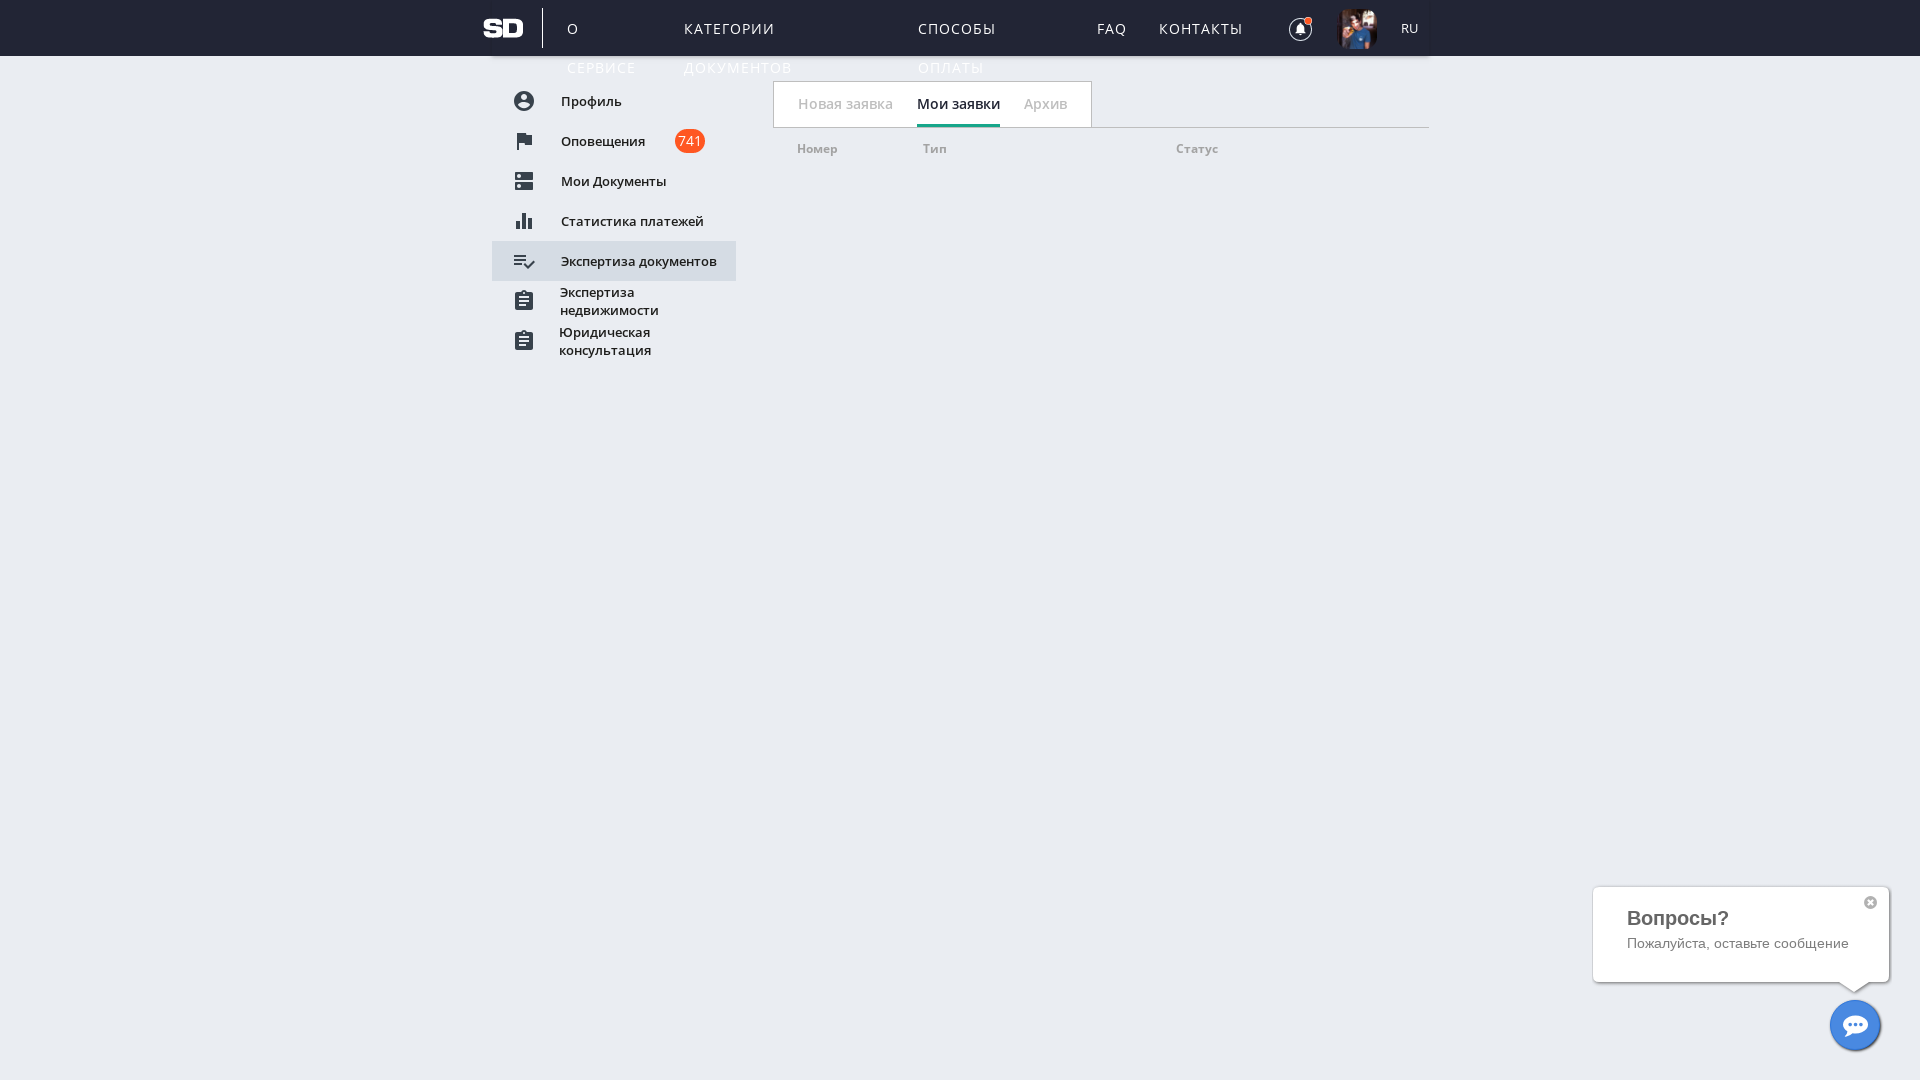 SD
О СЕРВИСЕ
КАТЕГОРИИ ДОКУМЕНТОВ
СПОСОБЫ ОПЛАТЫ
FAQ
КОНТАКТЫ
RU
Профиль
Оповещения 741
Мои Документы
Статистика платежей
Экспертиза документов
Экспертиза
недвижимости
Юридическая
консультация
Новая заявка Мои заявки Архив
Номер Тип Статус
Вопросы?
Пожалуйста, оставьте сообщение